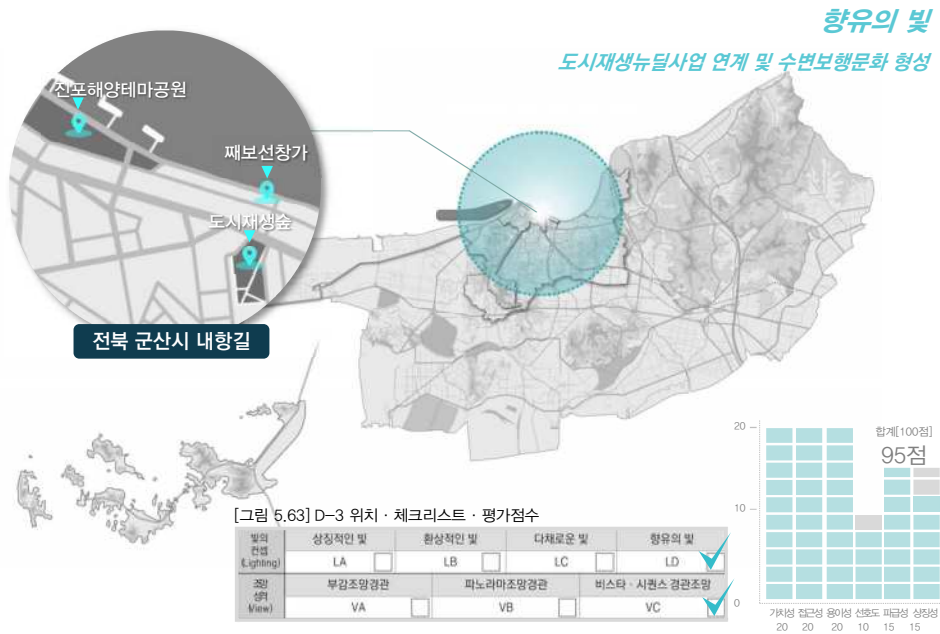 향유의 빛
도시재생뉴딜사업 연계 및 수변보행문화 형성
진포해양테마공원
째보선창가
도시재생숲
전북 군산시 내항길
20
합계[100점]
95점
10
0
가치성 접근성 용이성 선호도 파급성 상징성
20 20 20 10 15 15
[그림 5.63] D-3 위치 · 체크리스트 · 평가점수
빛의 컨셉 (Lighting)
상징적인 빛 환상적인 빛 다채로운 빛 향유의 빛
LA LB LC LD
조망 성격 (View)
부감조망경관 파노라마조망경관 비스타 · 시퀀스 경관조망
VA VB VC